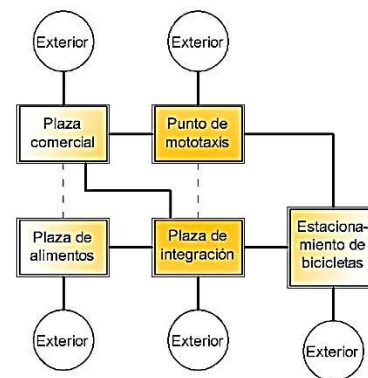 Exterior
Exterior
Plaza
comercial
Punto de
mototaxis
Plaza de
alimentos
Plaza de
integración
Estaciona-
miento de
bicicletas
Exterior
Exterior
Exterior